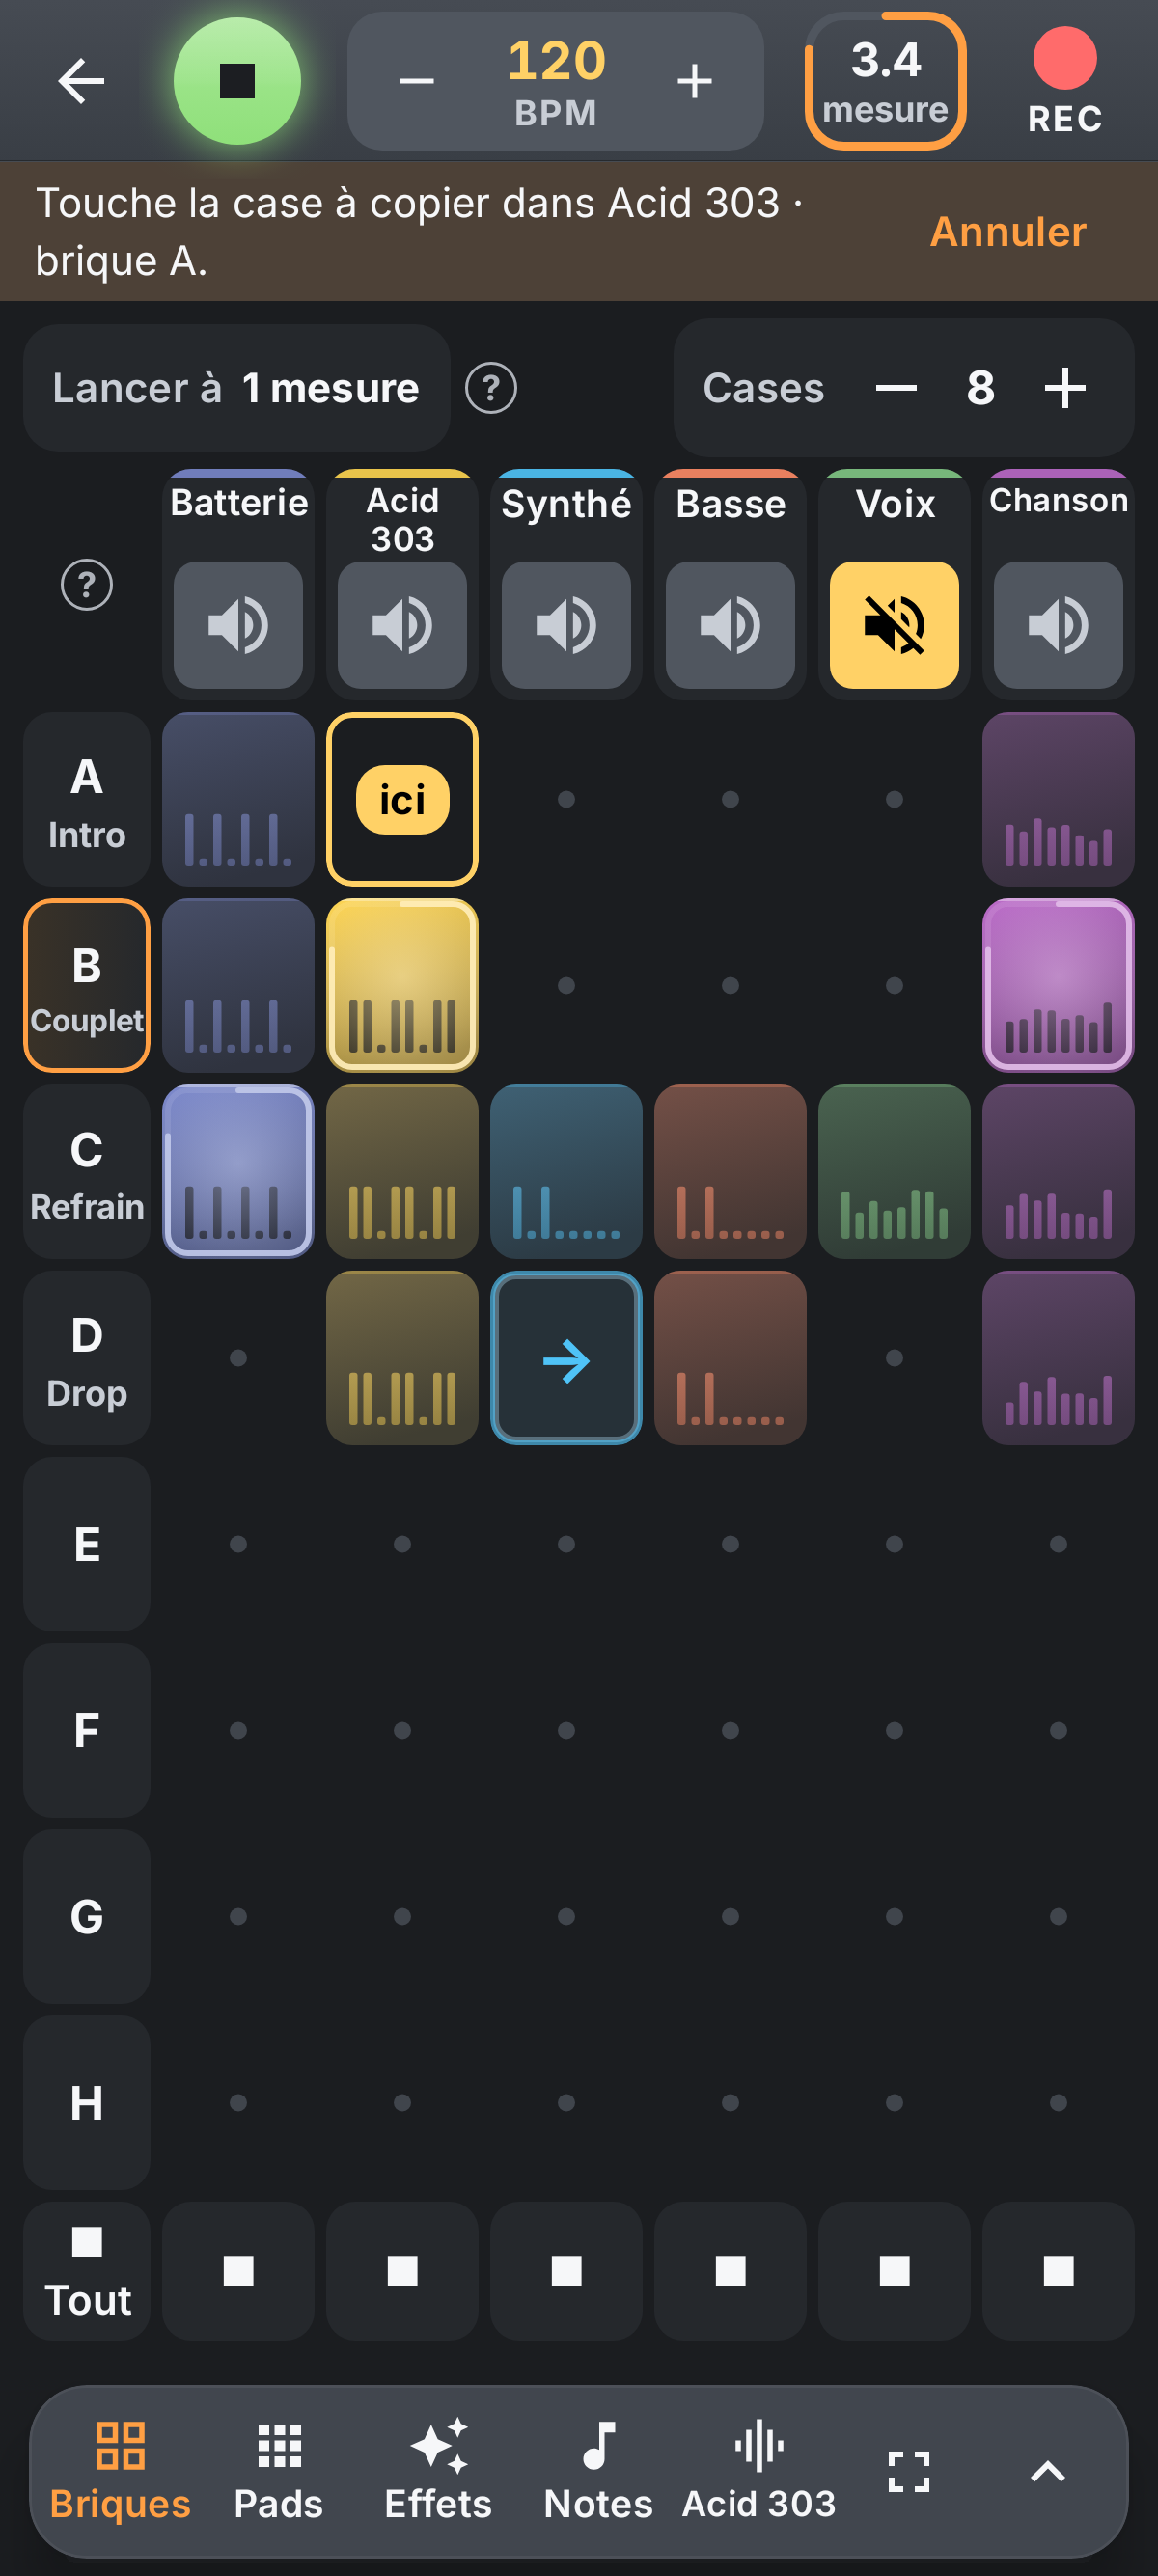 120
BPM
3.4
mesure
REC
Touche la case à copier dans Acid 303 ·
brique A.
Annuler
Lancer à 1 mesure
?
Cases
8
?
Batterie
Acid
303
Synthé
Basse
Voix
Chanson
A
Intro
ici
B
Couplet
C
Refrain
D
Drop
E
F
G
H
Tout
Briques
Pads
Effets
Notes
Acid 303